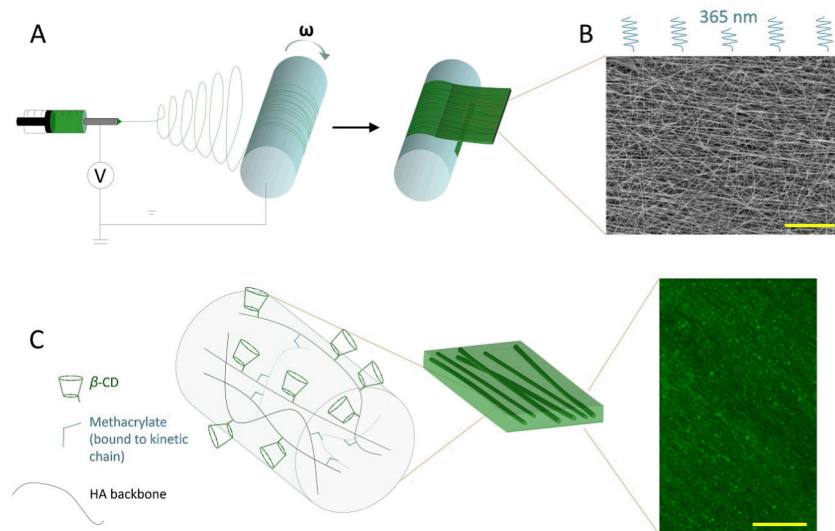 A
ω
V
B
365 nm
C
β-CD
Methacrylate
(bound to kinetic
chain)
HA backbone